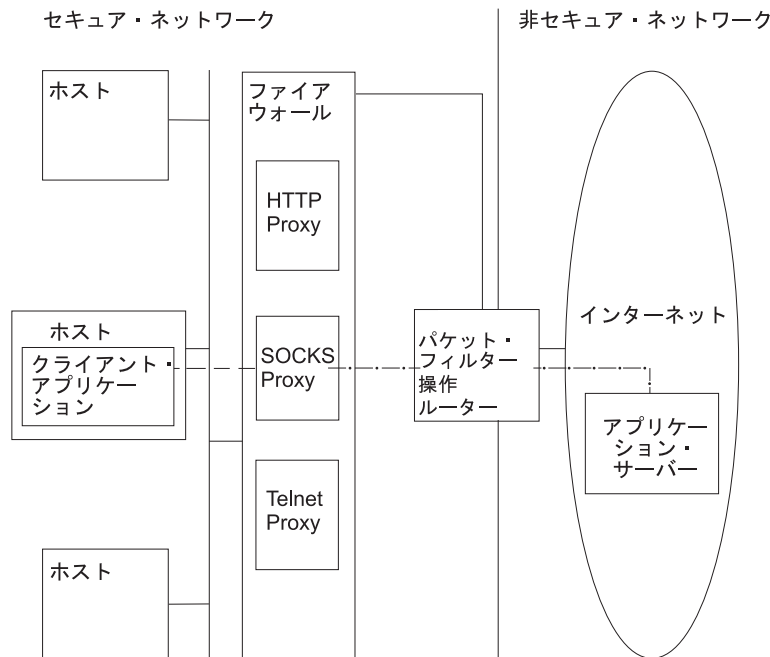 セキュア・ネットワーク
非セキュア・ネットワーク
ホスト
ファイア
ウォール
HTTP
Proxy
ホスト
クライアント・
アプリケー
ション
SOCKS
Proxy
パケット・
フィルター
操作
ルーター
インターネット
アプリケー
ション・
サーバー
Telnet
Proxy
ホスト